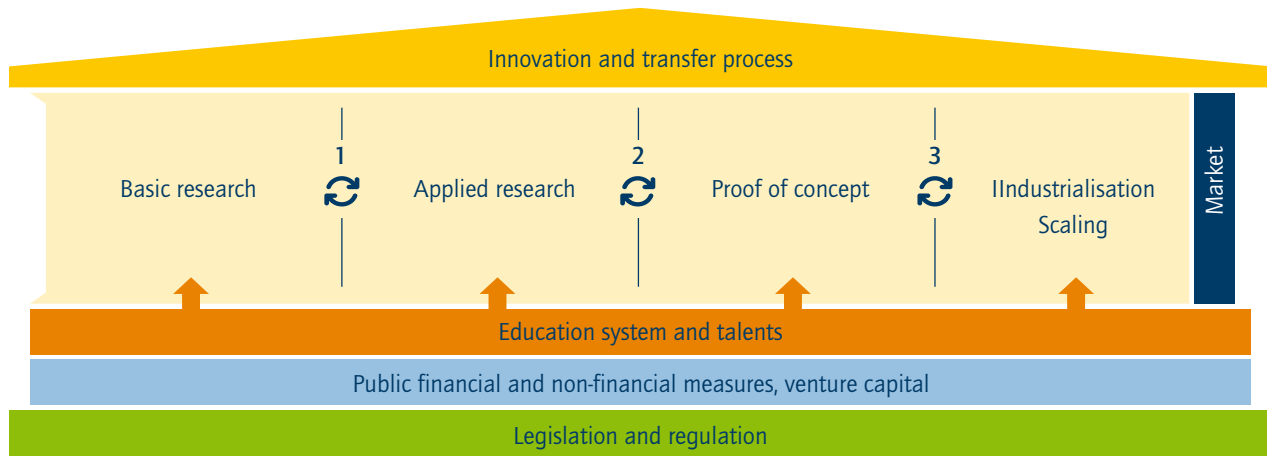 Innovation and transfer process
1
2
3
Basic research
Applied research
Proof of concept
IIndustrialisation
Scaling
Market
Education system and talents
Public financial and non-financial measures, venture capital
Legislation and regulation